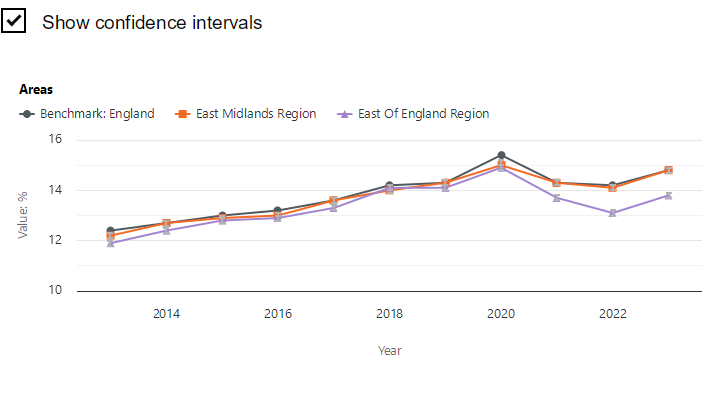 Show confidence intervals
Areas
Benchmark: England East Midlands Region East Of England Region
16
14
12
10
Value: %
2014 2016 2018 2020 2022
Year